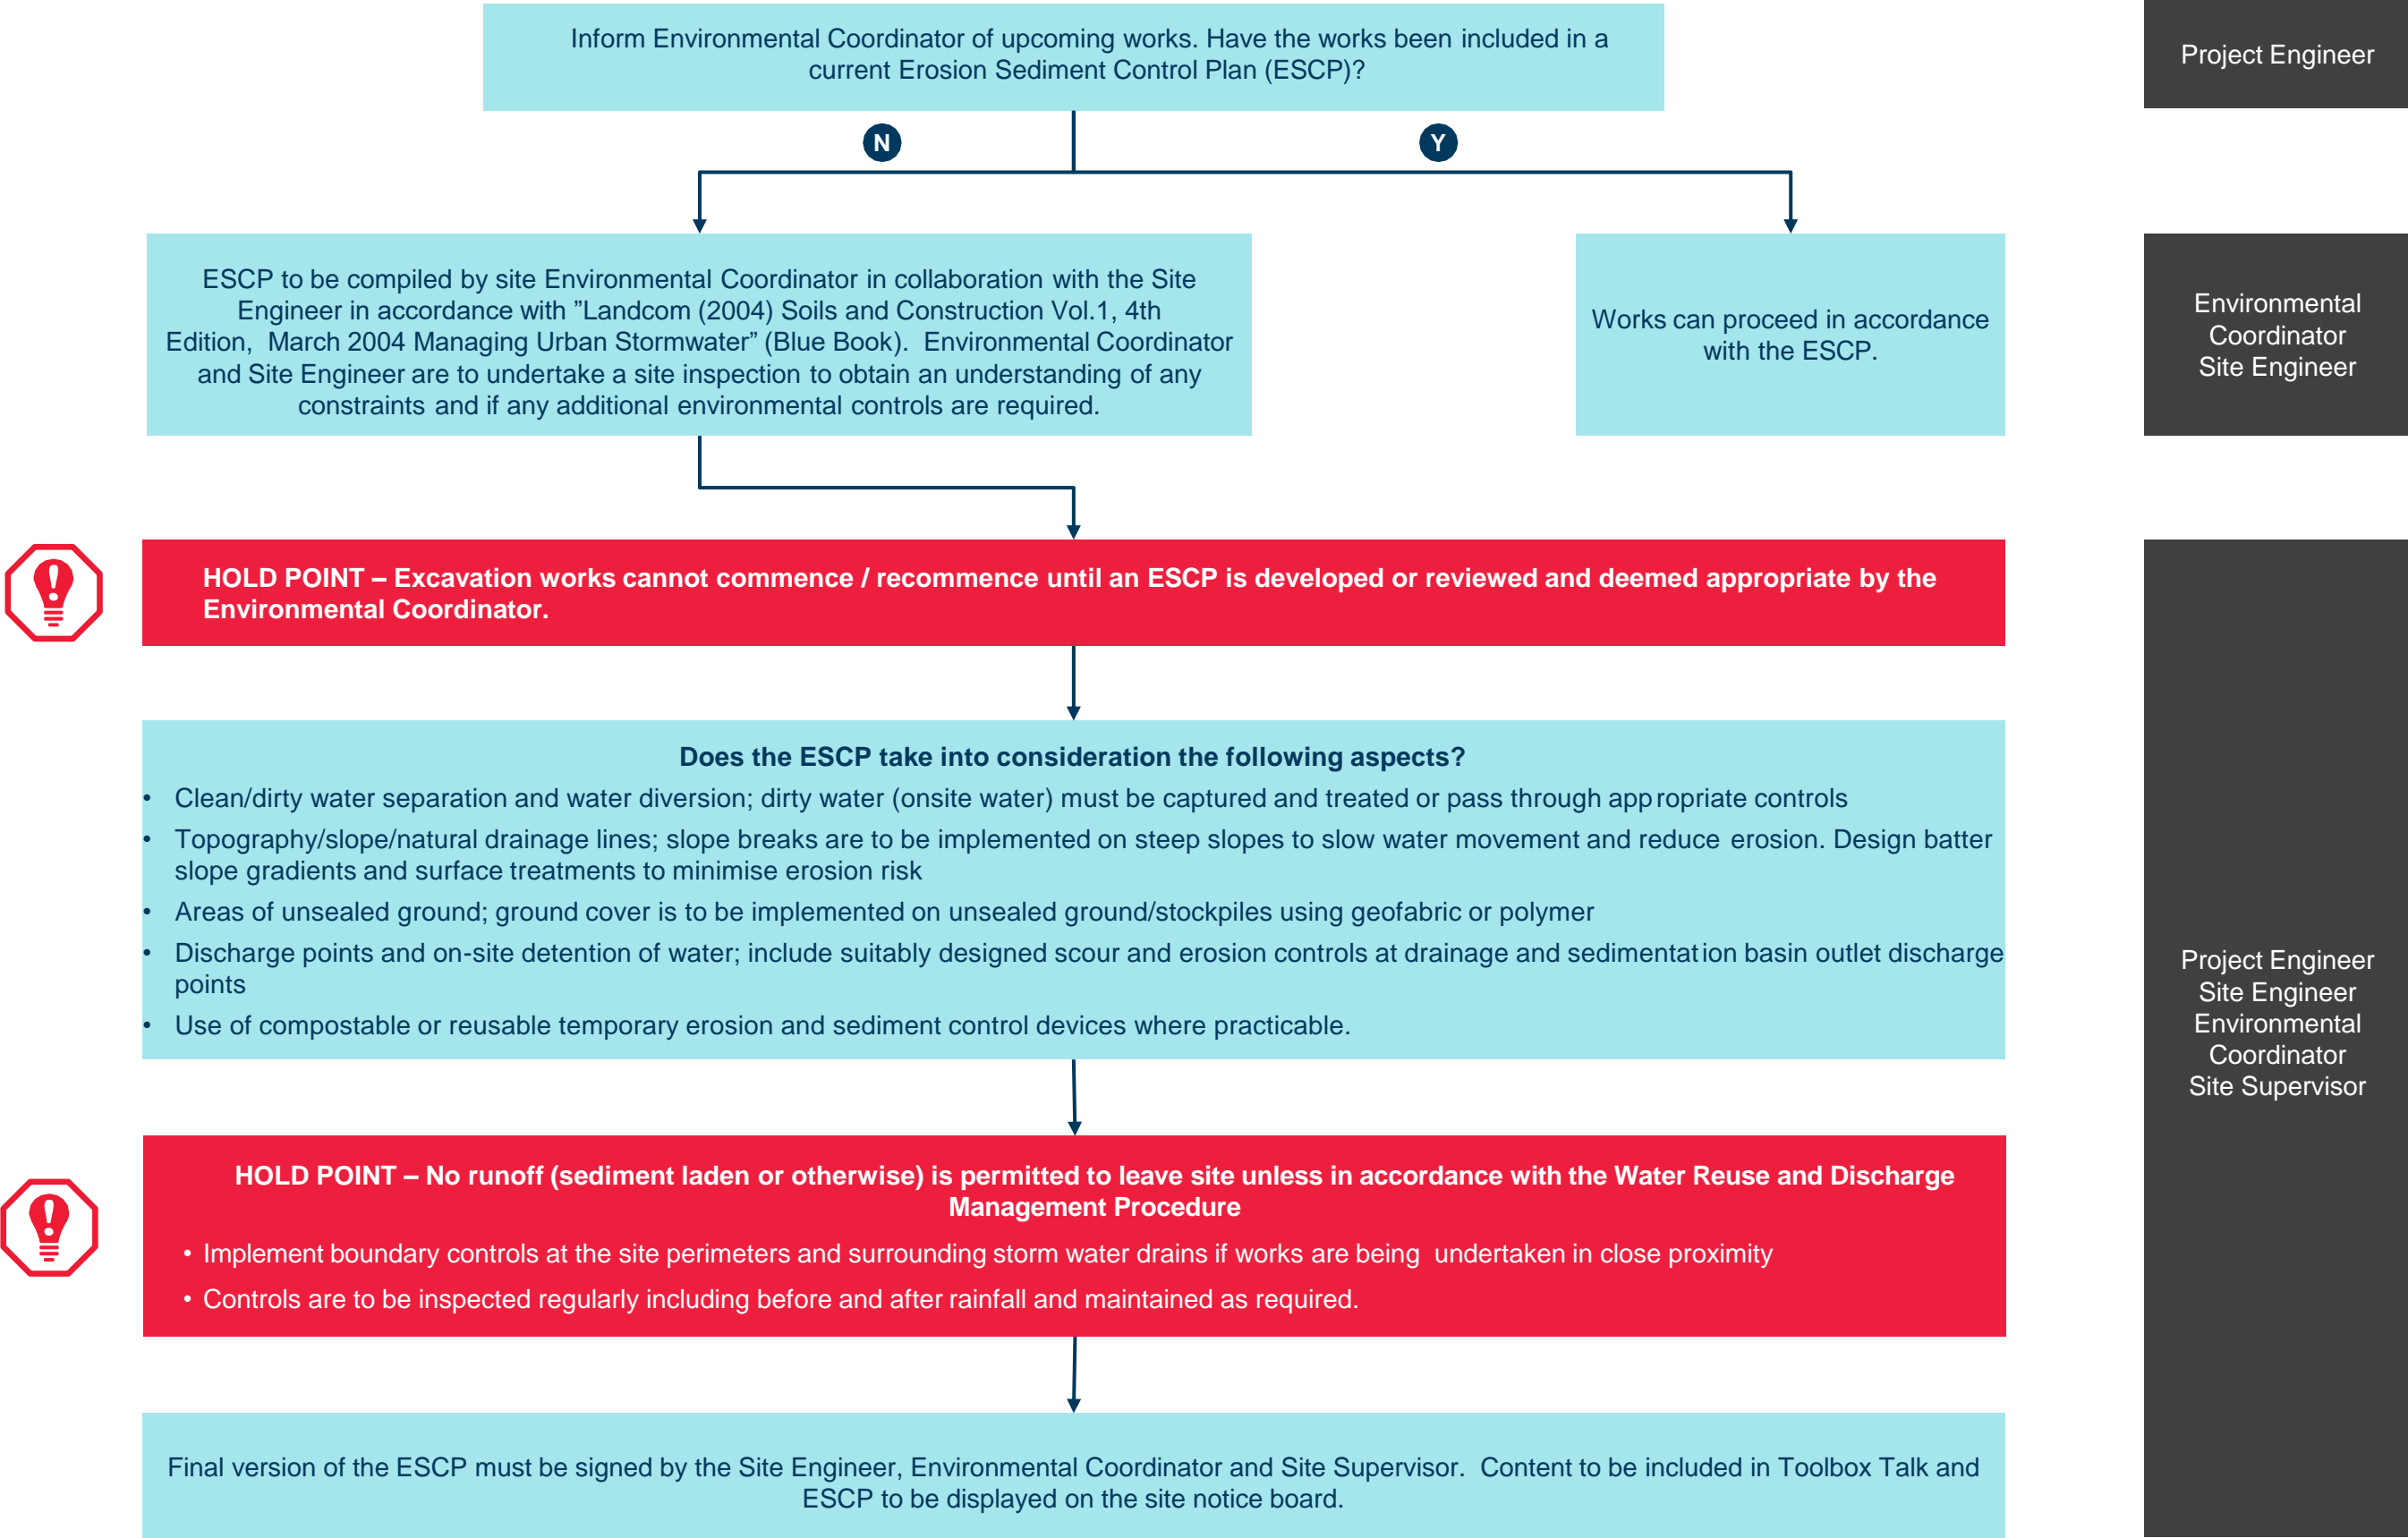 Inform Environmental Coordinator of upcoming works. Have the works been included in a
current Erosion Sediment Control Plan (ESCP)?
Project Engineer
N
Y
ESCP to be compiled by site Environmental Coordinator in collaboration with the Site
Engineer in accordance with ”Landcom (2004) Soils and Construction Vol.1, 4th
Edition, March 2004 Managing Urban Stormwater” (Blue Book). Environmental Coordinator
and Site Engineer are to undertake a site inspection to obtain an understanding of any
constraints and if any additional environmental controls are required.
Works can proceed in accordance
with the ESCP.
Environmental
Coordinator
Site Engineer
HOLD POINT – Excavation works cannot commence / recommence until an ESCP is developed or reviewed and deemed appropriate by the
Environmental Coordinator.
Does the ESCP take into consideration the following aspects?
• Clean/dirty water separation and water diversion; dirty water (onsite water) must be captured and treated or pass through appropriate controls
• Topography/slope/natural drainage lines; slope breaks are to be implemented on steep slopes to slow water movement and reduce erosion. Design batter
slope gradients and surface treatments to minimise erosion risk
• Areas of unsealed ground; ground cover is to be implemented on unsealed ground/stockpiles using geofabric or polymer
• Discharge points and on-site detention of water; include suitably designed scour and erosion controls at drainage and sedimentation basin outlet discharge
points
• Use of compostable or reusable temporary erosion and sediment control devices where practicable.
Project Engineer
Site Engineer
Environmental
Coordinator
Site Supervisor
HOLD POINT – No runoff (sediment laden or otherwise) is permitted to leave site unless in accordance with the Water Reuse and Discharge
Management Procedure
• Implement boundary controls at the site perimeters and surrounding storm water drains if works are being undertaken in close proximity
• Controls are to be inspected regularly including before and after rainfall and maintained as required.
Final version of the ESCP must be signed by the Site Engineer, Environmental Coordinator and Site Supervisor. Content to be included in Toolbox Talk and
ESCP to be displayed on the site notice board.